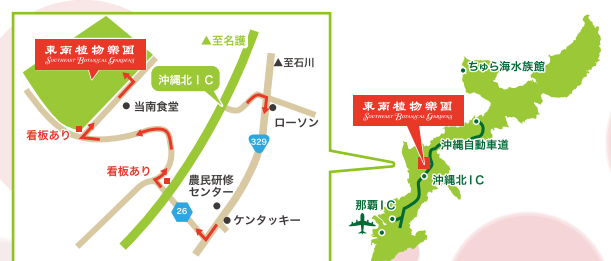 ▲至名護
東南植物楽園
SOUTHEAST BOTANICAL GARDENS
▲至石川
沖縄北IC
当南食堂
ローソン
看板あり
329
看板あり
農民研修
センター
26
ケンタッキー
ちゅら海水族館
東南植物楽園
SOUTHEAST BOTANICAL GARDENS
沖縄自動車道
沖縄北IC
那覇IC